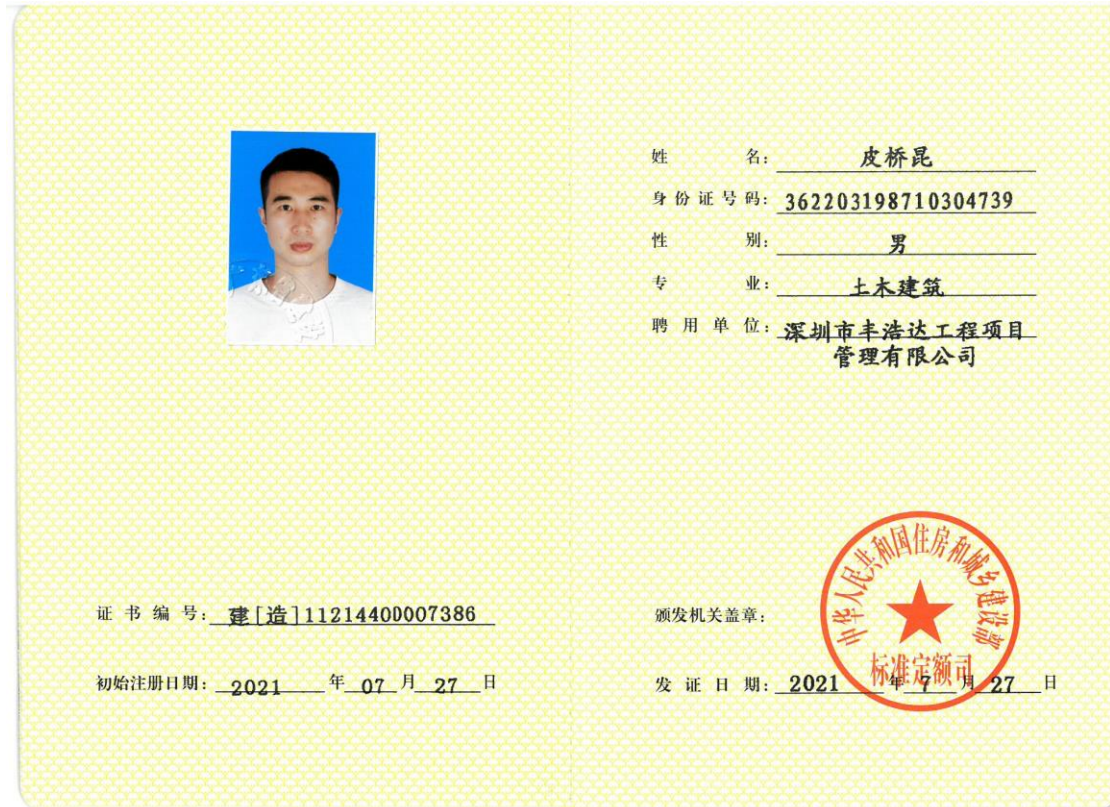 姓 名: 皮桥昆
身份证号码: 362203198710304739
性 别: 男
专 业: 土木建筑
聘用单位: 深圳市丰浩达工程项目
管理有限公司
证书编号: 建[造]11214400007386
初始注册日期: 2021 年 07 月 27 日
颁发机关盖章:
中华人民共和国住房和城乡建设部
标准定额司
发证日期: 2021 年 7 月 27 日